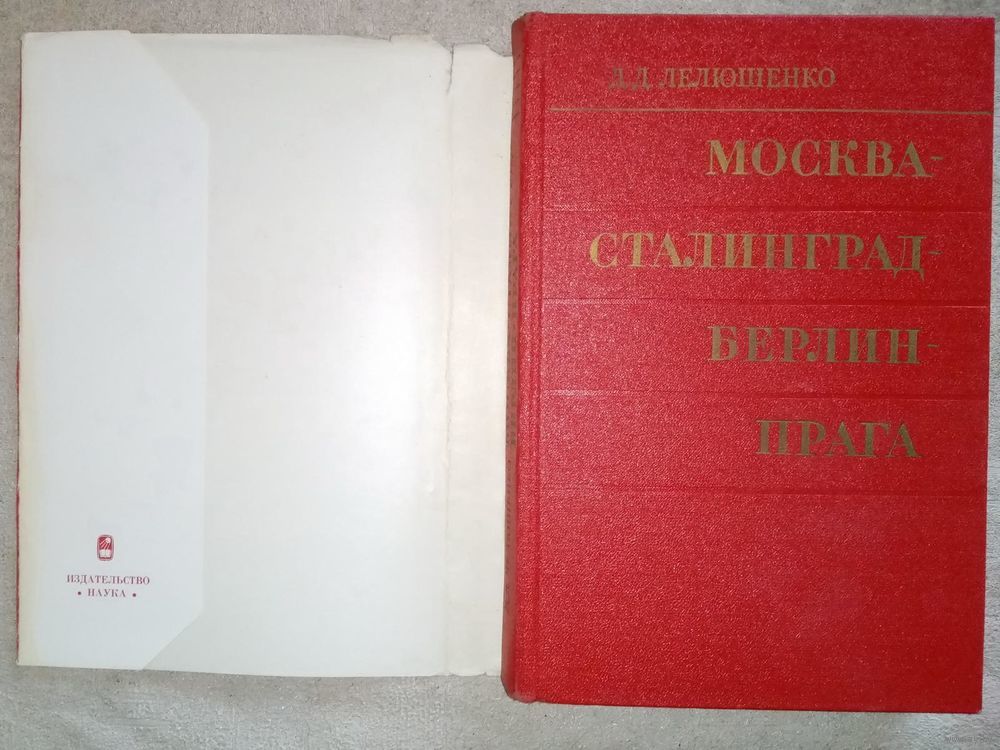 ИЗДАТЕЛЬСТВО
• НАУКА •
Д.Д. ЛЕЛЮШЕНКО
МОСКВА-
СТАЛИНГРАД-
БЕРЛИН-
ПРАГА